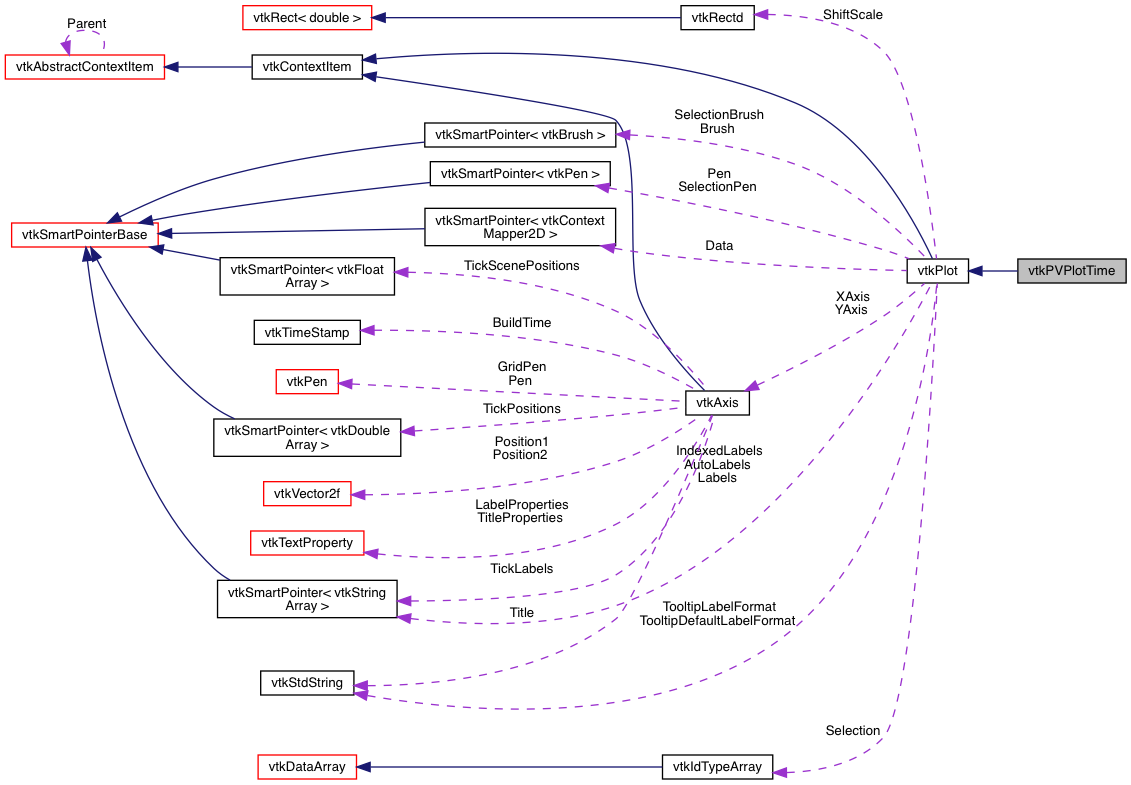 Parent
vtkRect< double >
vtkRectd
ShiftScale
vtkAbstractContextItem
vtkContextItem
SelectionBrush
Brush
vtkSmartPointer< vtkBrush >
Pen
SelectionPen
vtkSmartPointer< vtkPen >
vtkSmartPointerBase
vtkSmartPointer< vtkContext
Mapper2D >
Data
vtkSmartPointer< vtkFloat
Array >
TickScenePositions
vtkPlot
vtkPVPlotTime
XAxis
YAxis
vtkTimeStamp
BuildTime
vtkPen
GridPen
Pen
vtkAxis
vtkSmartPointer< vtkDouble
Array >
TickPositions
Position1
Position2
IndexedLabels
AutoLabels
Labels
vtkVector2f
LabelProperties
TitleProperties
vtkTextProperty
TickLabels
vtkSmartPointer< vtkString
Array >
Title
TooltipLabelFormat
TooltipDefaultLabelFormat
vtkStdString
Selection
vtkDataArray
vtkIdTypeArray